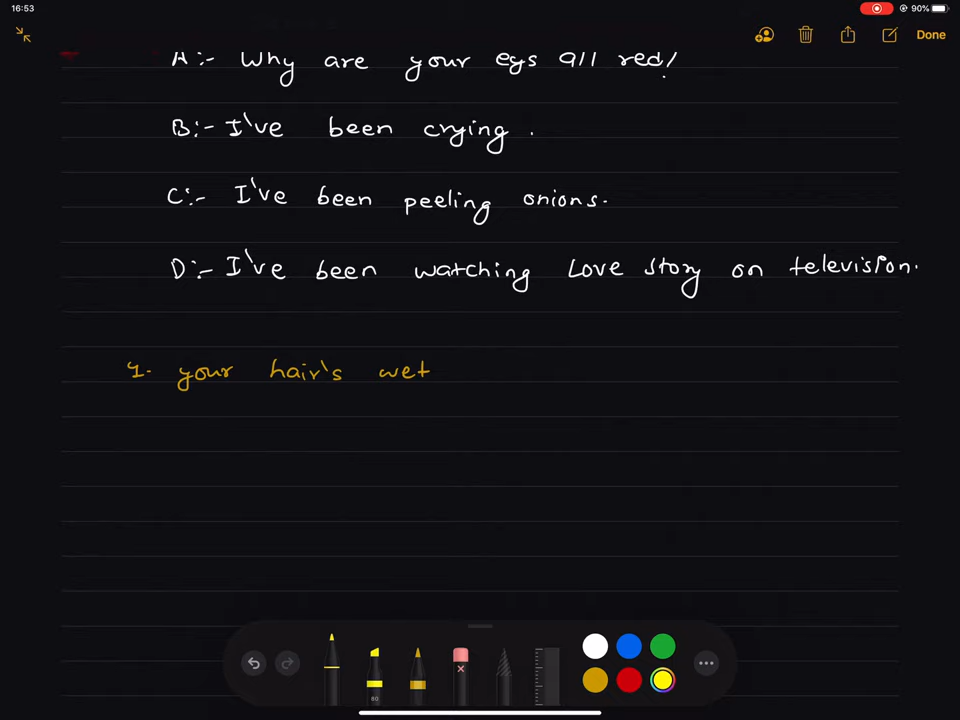 16:53
90%
Done
A:- Why are your eys all red!
B:- I've been crying.
C:- I've been peeling onions.
D:- I've been watching Love story on television.
1. your hair's wet
80